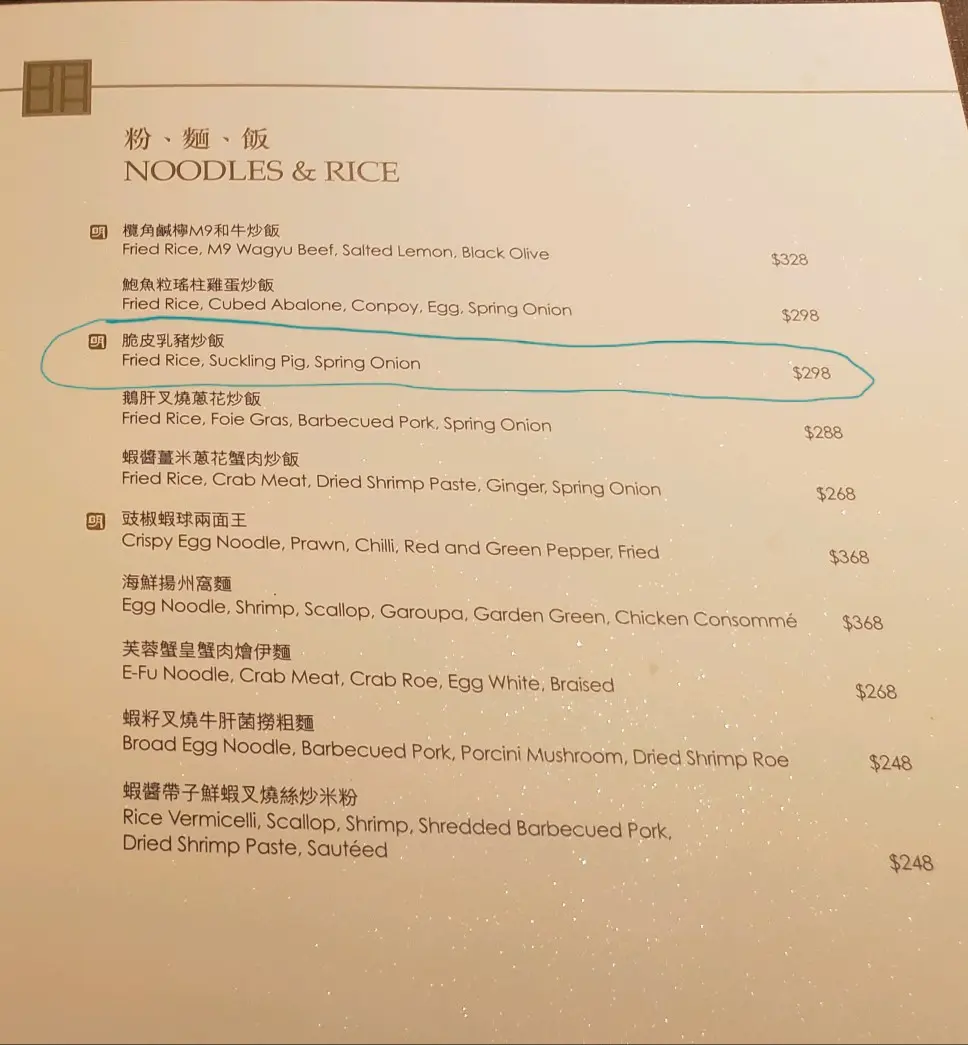 明
粉、麵、飯
NOODLES & RICE
明 欖角鹹檸M9和牛炒飯
Fried Rice, M9 Wagyu Beef, Salted Lemon, Black Olive $328
鮑魚粒瑤柱雞蛋炒飯
Fried Rice, Cubed Abalone, Conpoy, Egg, Spring Onion $298
明 脆皮乳豬炒飯
Fried Rice, Suckling Pig, Spring Onion $298
鵝肝叉燒蔥花炒飯
Fried Rice, Foie Gras, Barbecued Pork, Spring Onion $288
蝦醬薑米蔥花蟹肉炒飯
Fried Rice, Crab Meat, Dried Shrimp Paste, Ginger, Spring Onion $268
明 豉椒蝦球兩面王
Crispy Egg Noodle, Prawn, Chilli, Red and Green Pepper, Fried $368
海鮮揚州窩麵
Egg Noodle, Shrimp, Scallop, Garoupa, Garden Green, Chicken Consommé $368
芙蓉蟹皇蟹肉燴伊麵
E-Fu Noodle, Crab Meat, Crab Roe, Egg White, Braised $268
蝦籽叉燒牛肝菌撈粗麵
Broad Egg Noodle, Barbecued Pork, Porcini Mushroom, Dried Shrimp Roe $248
蝦醬帶子鮮蝦叉燒絲炒米粉
Rice Vermicelli, Scallop, Shrimp, Shredded Barbecued Pork,
Dried Shrimp Paste, Sautéed $248